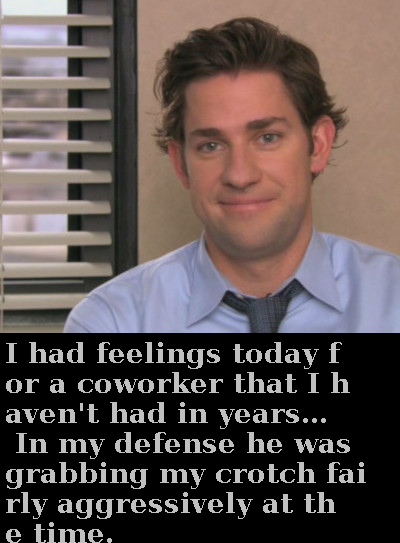 I had feelings today f
or a coworker that I h
aven't had in years...
 In my defense he was
grabbing my crotch fai
rly aggressively at th
e time.